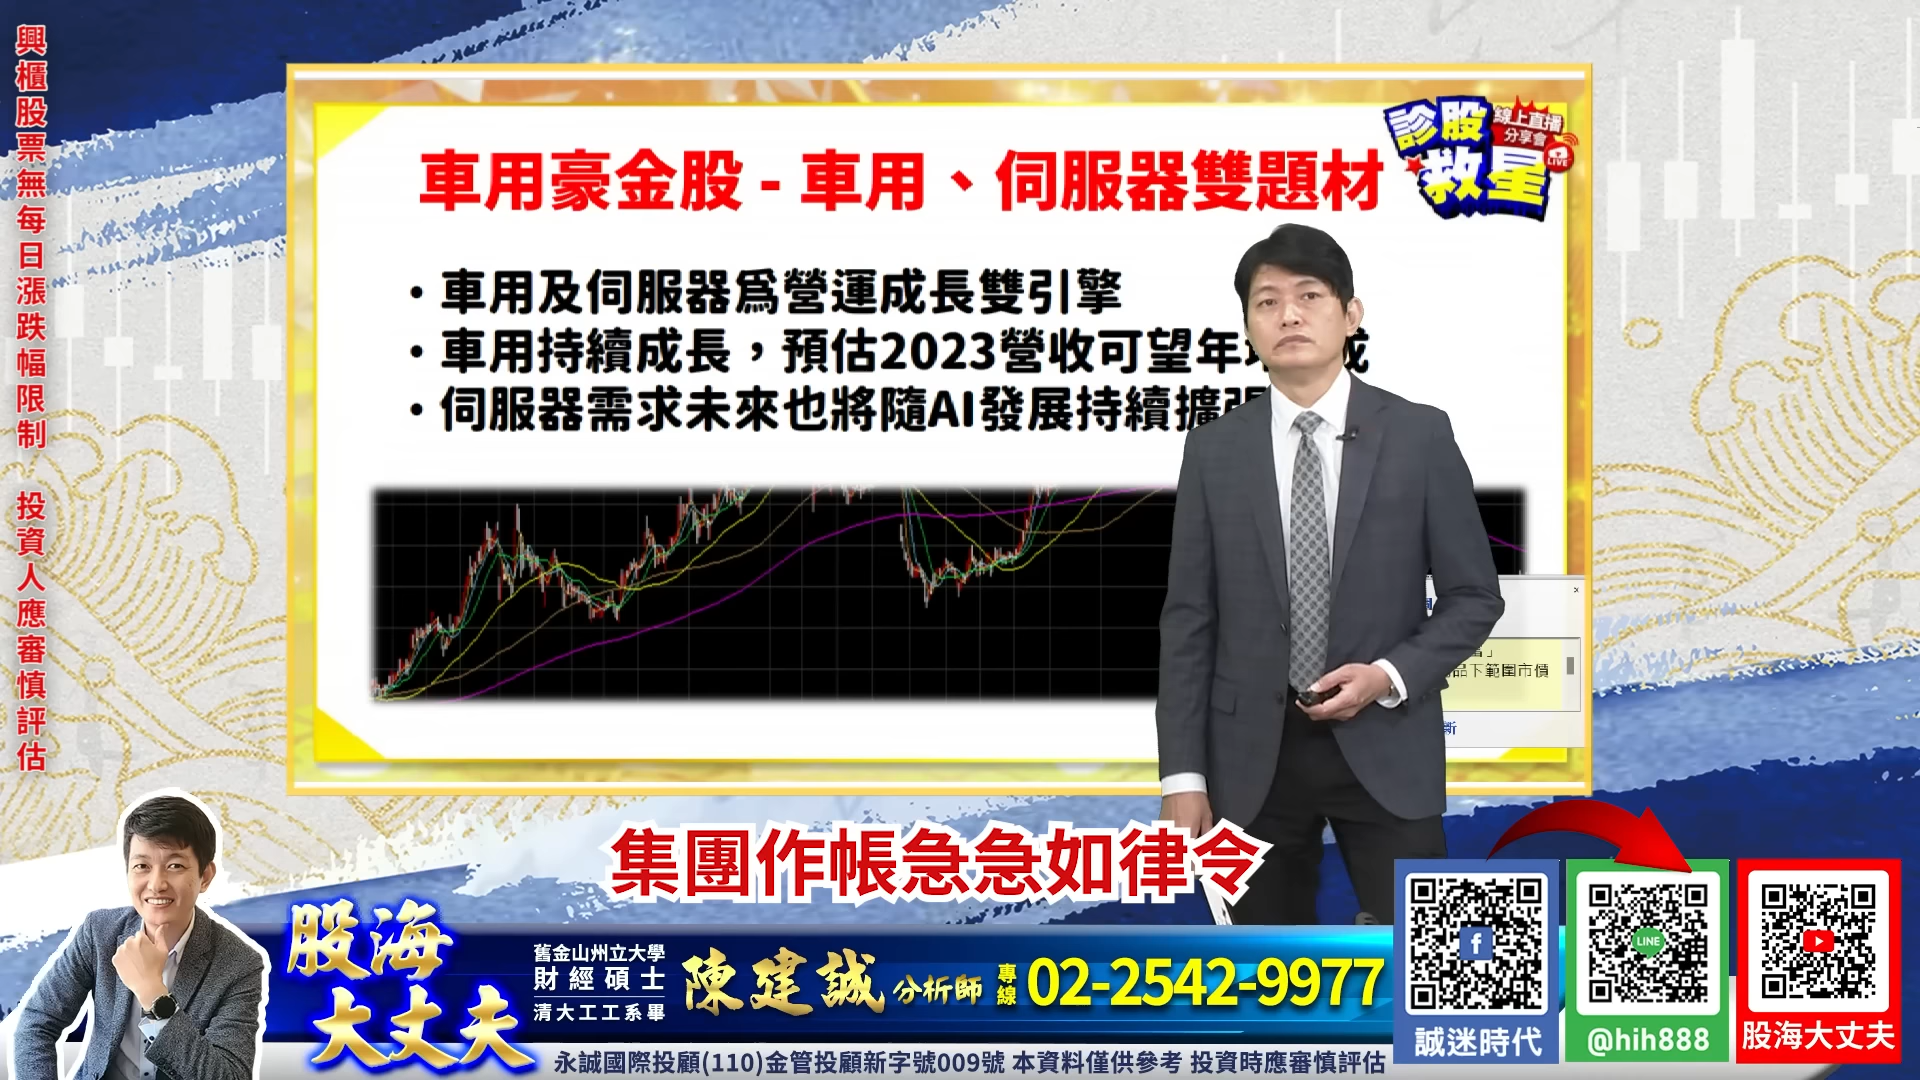 興櫃股票無每日漲跌幅限制 投資人應審慎評估
診股救星
線上直播
分享會
LIVE
車用豪金股 - 車用、伺服器雙題材
• 車用及伺服器爲營運成長雙引擎
• 車用持續成長，預估2023營收可望年
• 伺服器需求未來也將隨AI發展持續擴
品下範圍市價
新
集團作帳急急如律令
股海大丈夫
舊金山州立大學
財經碩士
清大工工系畢
陳建誠 分析師
專線 02-2542-9977
永誠國際投顧(110)金管投顧新字號009號 本資料僅供參考 投資時應審慎評估
誠迷時代
LINE
@hih888
股海大丈夫